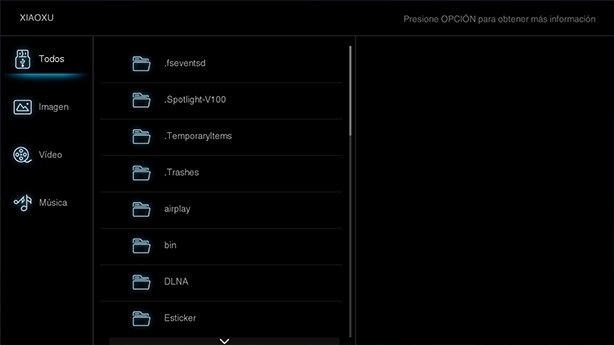 XIAOXU
Presione OPCIÓN para obtener más información
Todos
Imagen
Vídeo
Música
.fseventsd
.Spotlight-V100
.TemporaryItems
.Trashes
airplay
bin
DLNA
Esticker